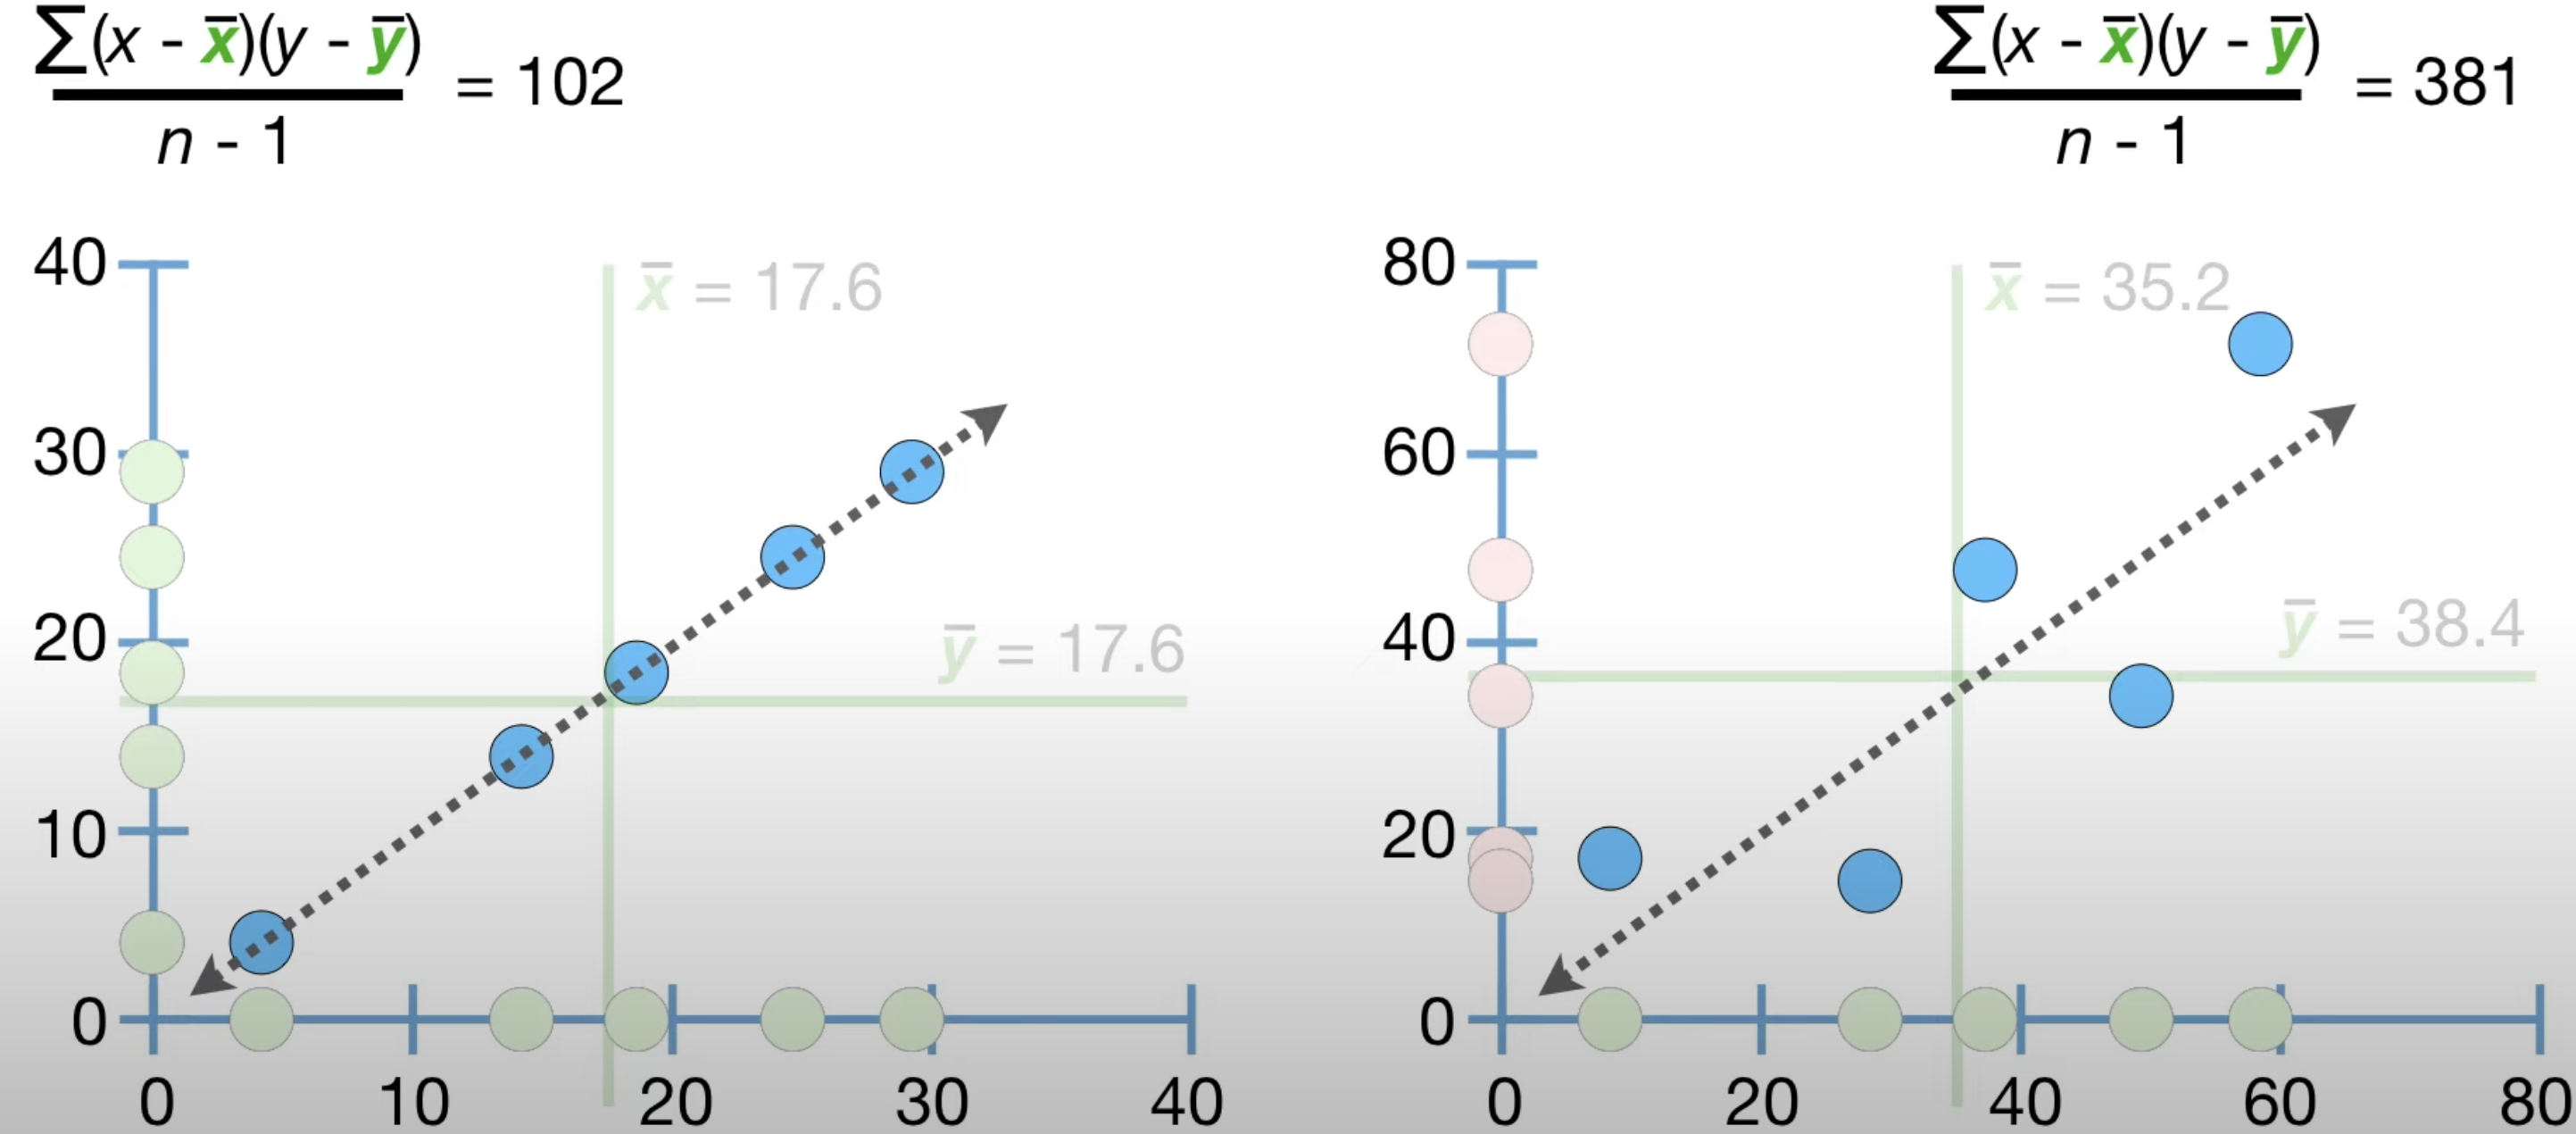 ∑(x - x̄)(y - ȳ)
n - 1
= 102
∑(x - x̄)(y - ȳ)
n - 1
= 381
40
30
20
10
0
0 10 20 30 40
x̄ = 17.6
ȳ = 17.6
80
60
40
20
0
0 20 40 60 80
x̄ = 35.2
ȳ = 38.4